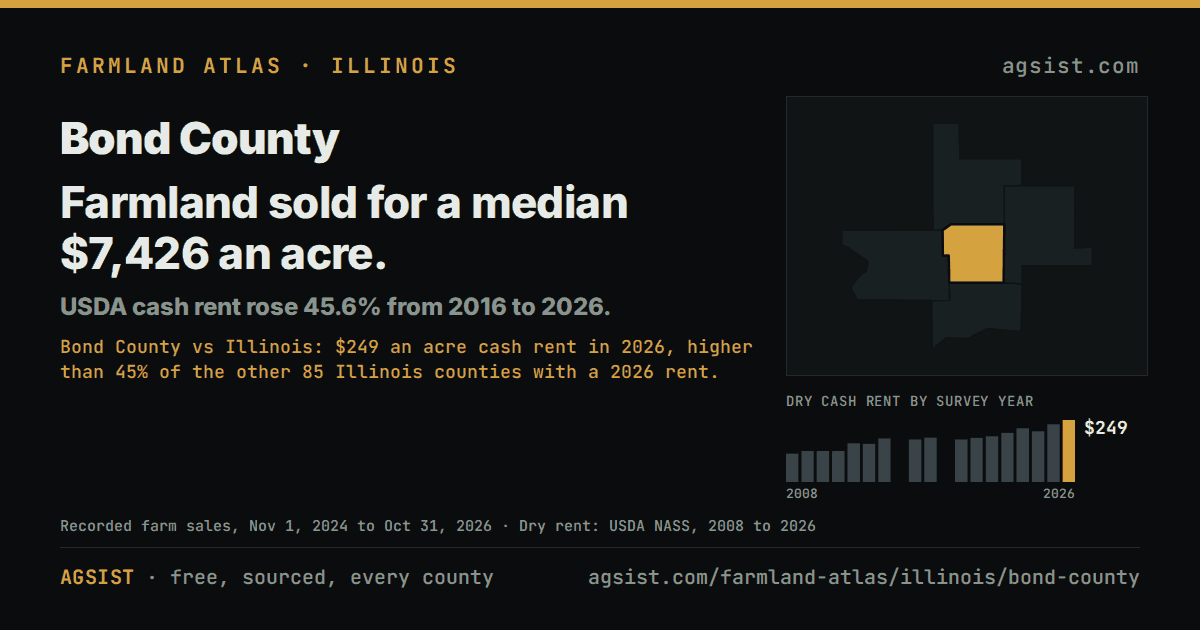 FARMLAND ATLAS · ILLINOIS
agsist.com
Bond County
Farmland sold for a median
$7,426 an acre.
USDA cash rent rose 45.6% from 2016 to 2026.
Bond County vs Illinois: $249 an acre cash rent in 2026, higher
than 45% of the other 85 Illinois counties with a 2026 rent.
DRY CASH RENT BY SURVEY YEAR
$249
2008
2026
Recorded farm sales, Nov 1, 2024 to Oct 31, 2026 · Dry rent: USDA NASS, 2008 to 2026
AGSIST · free, sourced, every county
agsist.com/farmland-atlas/illinois/bond-county